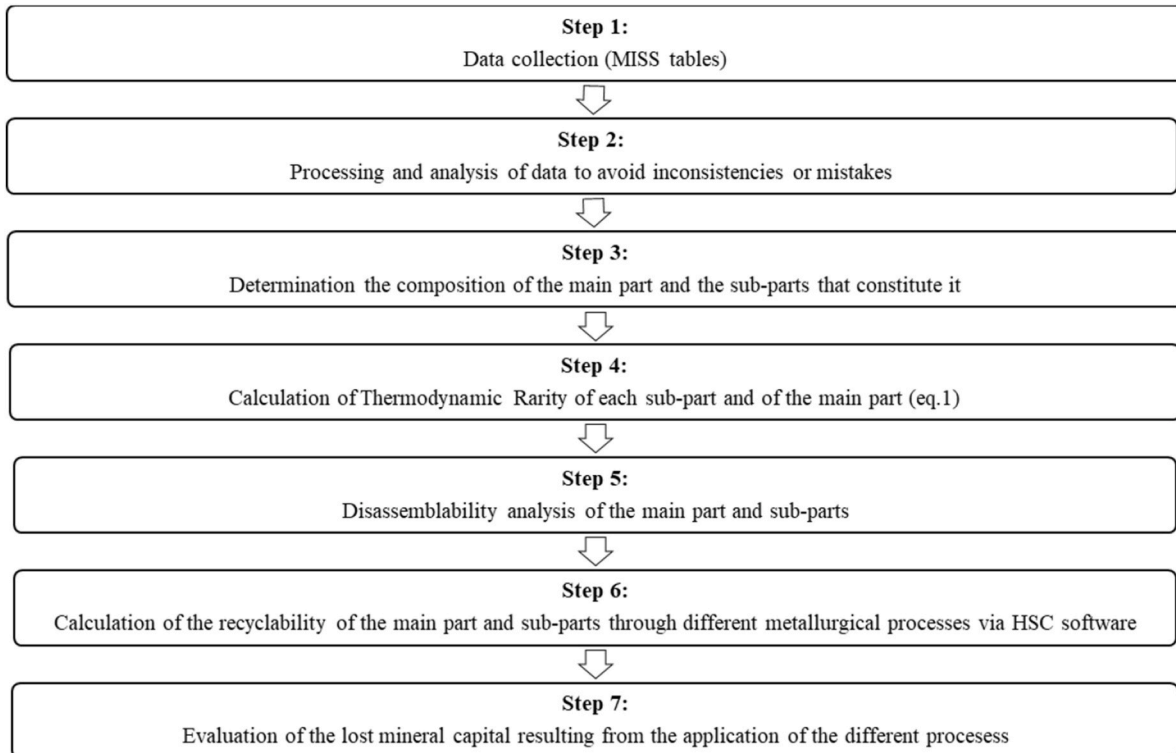 Step 1:
Data collection (MISS tables)
Step 2:
Processing and analysis of data to avoid inconsistencies or mistakes
Step 3:
Determination the composition of the main part and the sub-parts that constitute it
Step 4:
Calculation of Thermodynamic Rarity of each sub-part and of the main part (eq.1)
Step 5:
Disassemblability analysis of the main part and sub-parts
Step 6:
Calculation of the recyclability of the main part and sub-parts through different metallurgical processes via HSC software
Step 7:
Evaluation of the lost mineral capital resulting from the application of the different procesess